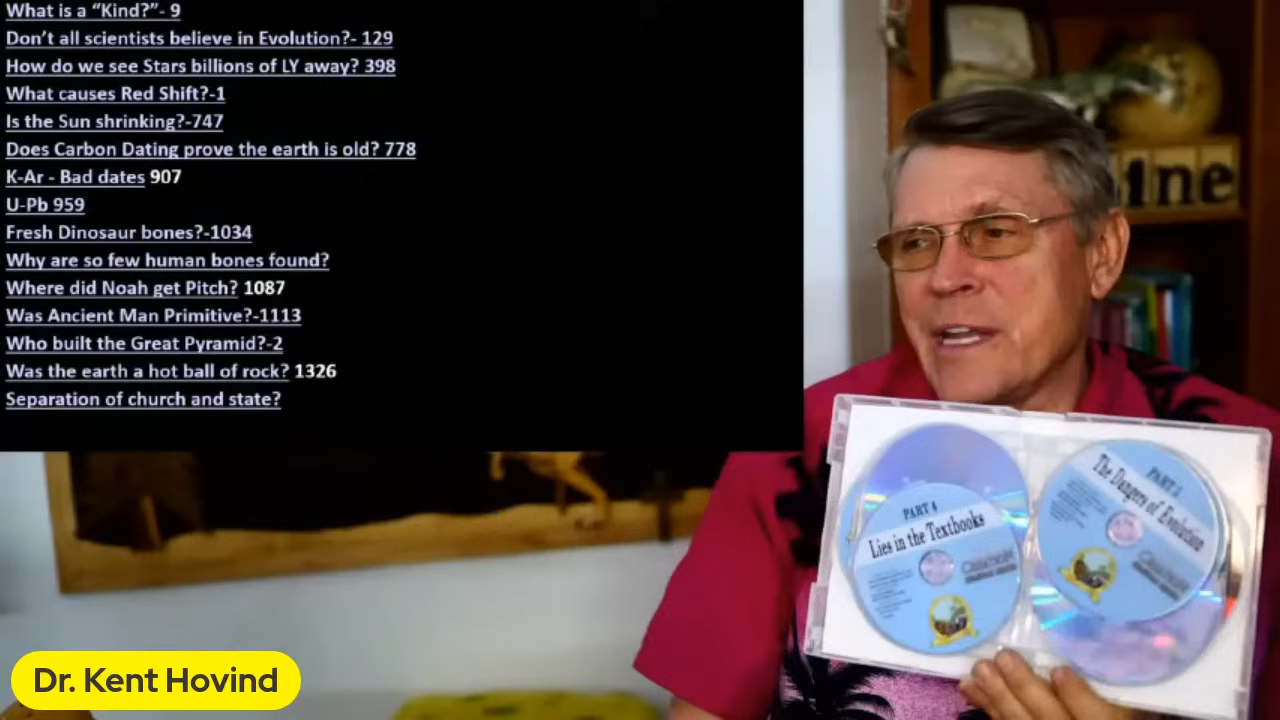 What is a “Kind?”- 9
Don’t all scientists believe in Evolution?- 129
How do we see Stars billions of LY away? 398
What causes Red Shift?-1
Is the Sun shrinking?-747
Does Carbon Dating prove the earth is old? 778
K-Ar - Bad dates 907
U-Pb 959
Fresh Dinosaur bones?-1034
Why are so few human bones found?
Where did Noah get Pitch? 1087
Was Ancient Man Primitive?-1113
Who built the Great Pyramid?-2
Was the earth a hot ball of rock? 1326
Separation of church and state?
PART 4
Lies in the Textbooks
PART 5
The Dangers of Evolution
Dr. Kent Hovind